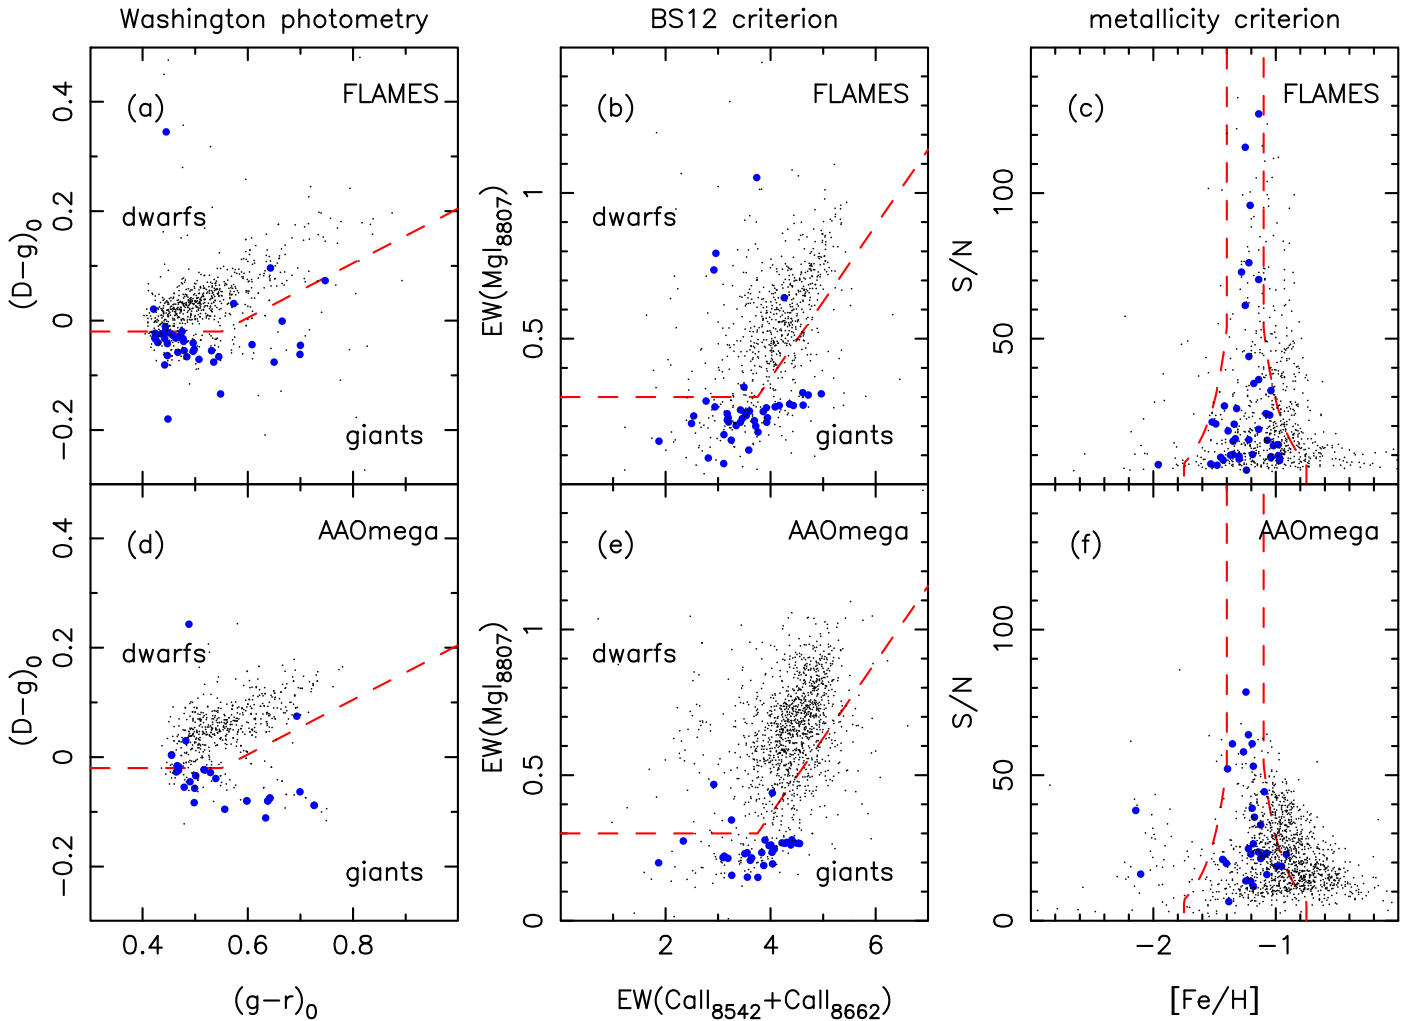 Washington photometry
BS12 criterion
metallicity criterion
(a)
FLAMES
dwarfs
giants
0.4
0.2
0
−0.2
(D−g)0
(b)
FLAMES
dwarfs
giants
1
0.5
EW(MgI8807)
(c)
FLAMES
100
50
S/N
(d)
AAOmega
dwarfs
giants
0.4
0.2
0
−0.2
(D−g)0
0.4
0.6
0.8
(g−r)0
(e)
AAOmega
dwarfs
giants
1
0.5
0
EW(MgI8807)
2
4
6
EW(CaII8542+CaII8662)
(f)
AAOmega
100
50
0
S/N
−2
−1
[Fe/H]